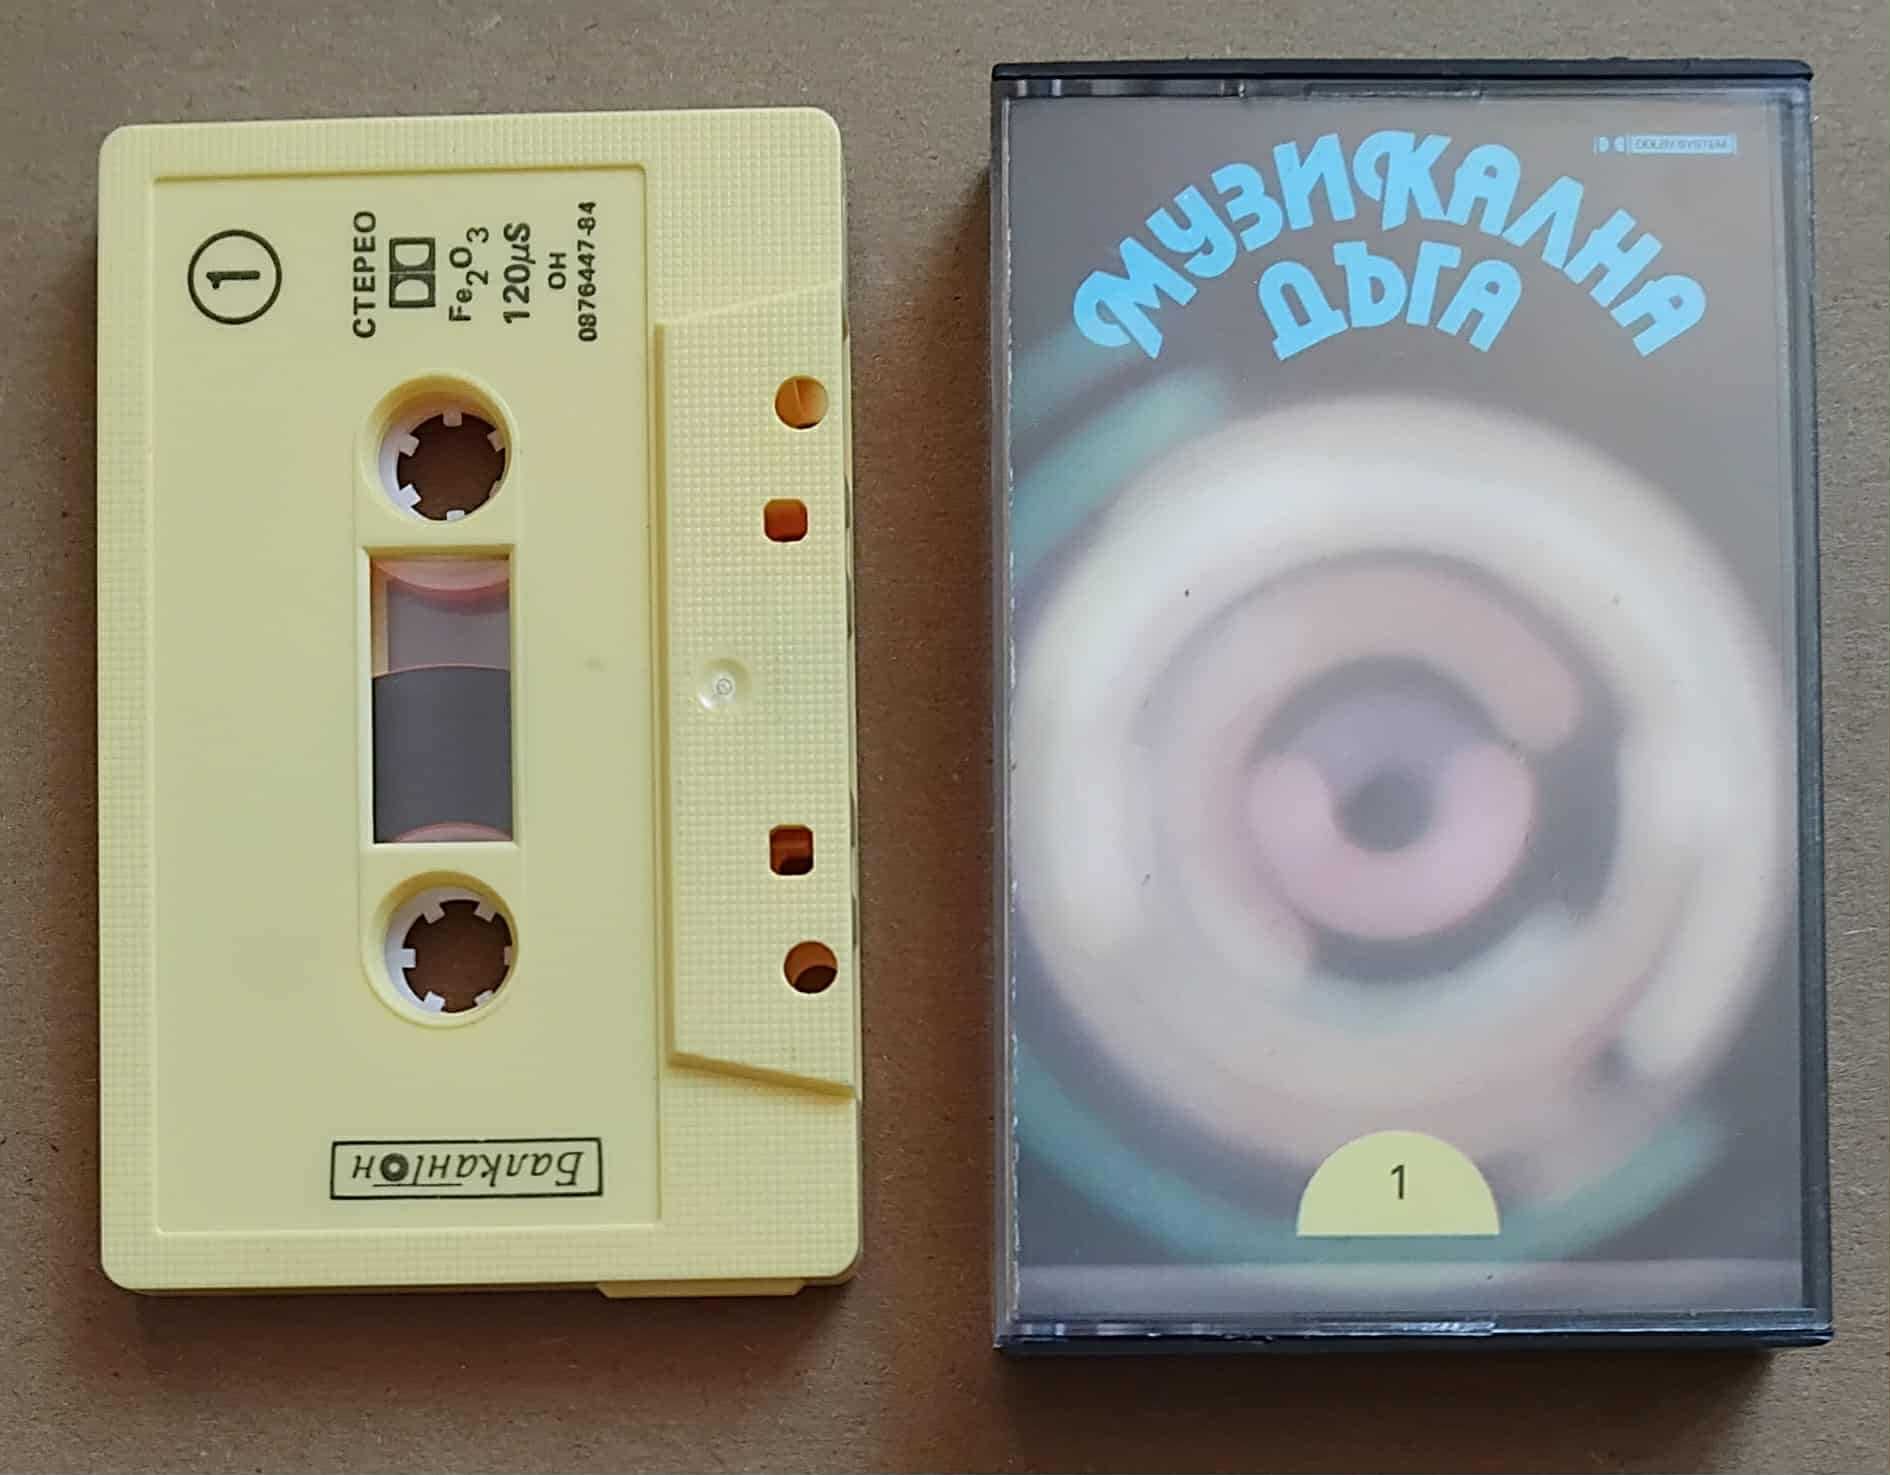 1
СТЕРЕО
Fe2O3
120µS
ОН
0876447-84
Балкантон
МУЗИКАЛНА
ДЪГА
DOLBY SYSTEM
1